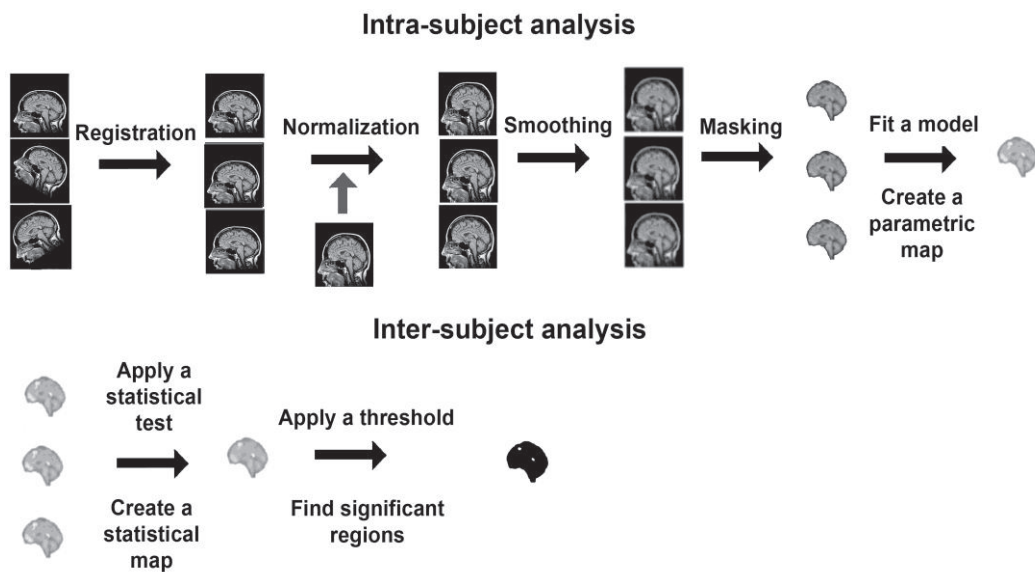 Intra-subject analysis
Registration
Normalization
Smoothing
Masking
Fit a model
Create a
parametric
map
Inter-subject analysis
Apply a
statistical
test
Create a
statistical
map
Apply a threshold
Find significant
regions